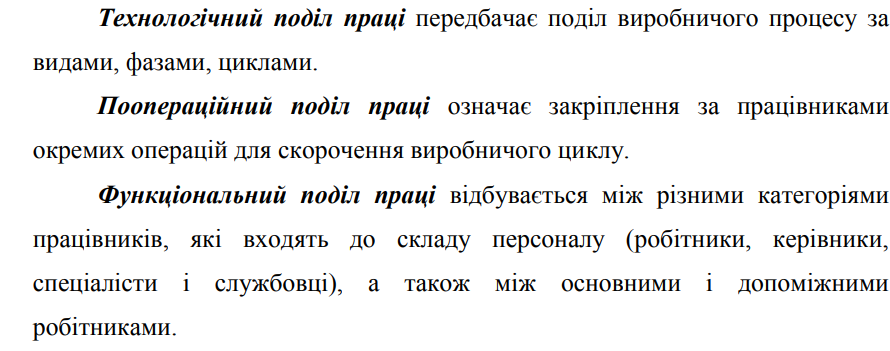 Технологічний поділ праці передбачає поділ виробничого процесу за
видами, фазами, циклами.
Поопераційний поділ праці означає закріплення за працівниками
окремих операцій для скорочення виробничого циклу.
Функціональний поділ праці відбувається між різними категоріями
працівників, які входять до складу персоналу (робітники, керівники,
спеціалісти і службовці), а також між основними і допоміжними
робітниками.